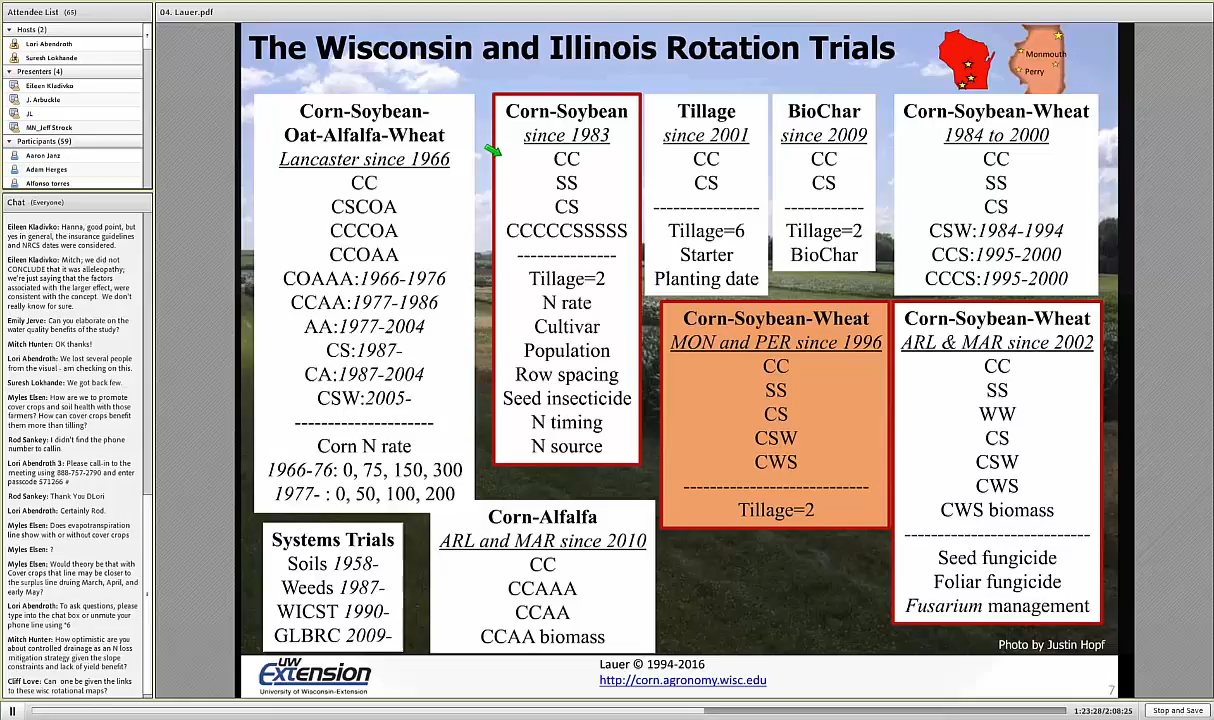 Attendee List (65)
Hosts (2)
Lori Abendroth
Suresh Lokhande
Presenters (4)
Eileen Kladivko
J. Arbuckle
JL
MN_Jeff Strock
Participants (59)
Aaron Janz
Adam Herges
Alfonso torres
Chat (Everyone)
Eileen Kladivko: Hanna, good point, but
yes in general, the insurance guidelines
and NRCS dates were considered.
Eileen Kladivko: Mitch; we did not
CONCLUDE that it was alleleopathy;
we're just saying that the factors
associated with the larger effect, were
consistent with the concept. We don't
really know for sure.
Emily Jerve: Can you elaborate on the
water quality benefits of the study?
Mitch Hunter: OK thanks!
Lori Abendroth: We lost several people
from the visual - am checking on this.
Suresh Lokhande: We got back few.
Myles Elsen: How are we to promote
cover crops and soil health with those
farmers? How can cover crops benefit
them more than tilling?
Rod Sankey: I didn't find the phone
number to callin.
Lori Abendroth 3: Please call-in to the
meeting using 888-757-2790 and enter
passcode 571266 #
Rod Sankey: Thank You DLori
Lori Abendroth: Certainly Rod.
Myles Elsen: Does evapotranspiration
line show with or without cover crops
Myles Elsen: ?
Myles Elsen: Would theory be that with
Cover crops that line may be closer to
the surplus line druing March, April, and
early May?
Lori Abendroth: To ask questions, please
type into the chat box or unmute your
phone line using *6
Mitch Hunter: How optimistic are you
about controlled drainage as an N loss
mitigation strategy given the slope
constraints and lack of yield benefit?
Cliff Love: Can one be given the links
to these wisc rotational maps?
04. Lauer.pdf
The Wisconsin and Illinois Rotation Trials
Monmouth
Perry
Corn-Soybean-
Oat-Alfalfa-Wheat
Lancaster since 1966
CC
CSCOA
CCCOA
CCOAA
COAAA:1966-1976
CCAA:1977-1986
AA:1977-2004
CS:1987-
CA:1987-2004
CSW:2005-
--------------------
Corn N rate
1966-76: 0, 75, 150, 300
1977- : 0, 50, 100, 200
Corn-Soybean
since 1983
CC
SS
CS
CCCCCSSSSS
---------------
Tillage=2
N rate
Cultivar
Population
Row spacing
Seed insecticide
N timing
N source
Tillage
since 2001
CC
CS
----------------
Tillage=6
Starter
Planting date
BioChar
since 2009
CC
CS
------------
Tillage=2
BioChar
Corn-Soybean-Wheat
1984 to 2000
CC
SS
CS
CSW:1984-1994
CCS:1995-2000
CCCS:1995-2000
Corn-Soybean-Wheat
MON and PER since 1996
CC
SS
CS
CSW
CWS
----------------------------
Tillage=2
Corn-Soybean-Wheat
ARL & MAR since 2002
CC
SS
WW
CS
CSW
CWS
CWS biomass
----------------------------
Seed fungicide
Foliar fungicide
Fusarium management
Systems Trials
Soils 1958-
Weeds 1987-
WICST 1990-
GLBRC 2009-
Corn-Alfalfa
ARL and MAR since 2010
CC
CCAAA
CCAA
CCAA biomass
Photo by Justin Hopf
UW Extension
University of Wisconsin-Extension
Lauer © 1994-2016
http://corn.agronomy.wisc.edu
7
1:23:28/2:08:25
Stop and Save